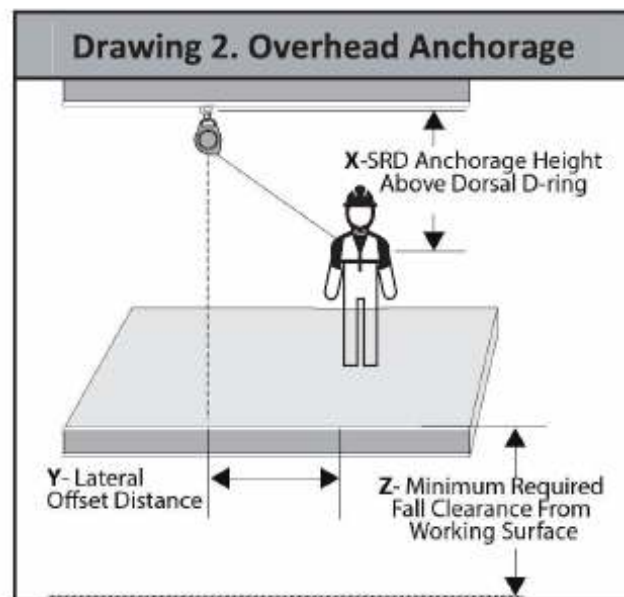 Drawing 2. Overhead Anchorage
X-SRD Anchorage Height
Above Dorsal D-ring
Y- Lateral
Offset Distance
Z- Minimum Required
Fall Clearance From
Working Surface